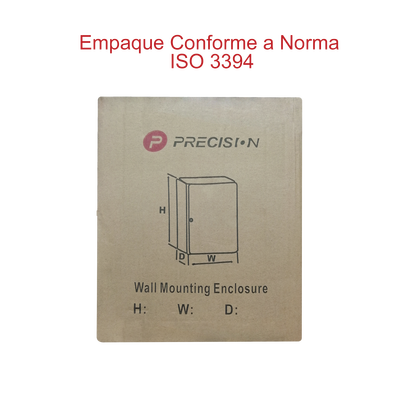 Empaque Conforme a Norma
ISO 3394
P PRECISION
H
D W
Wall Mounting Enclosure
H: W: D: